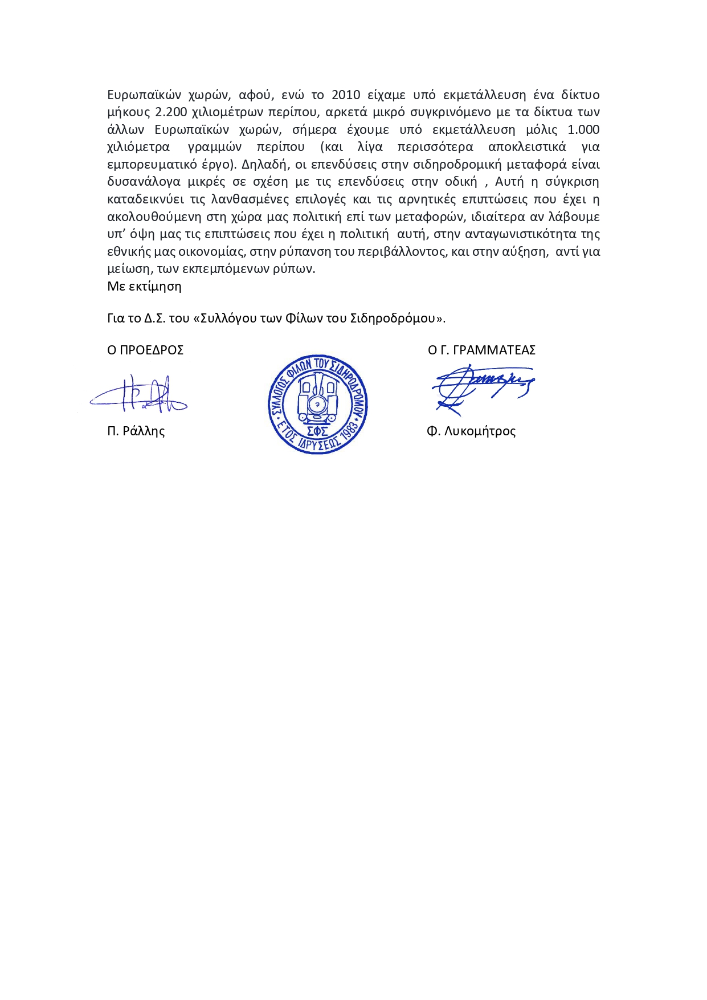 Ευρωπαϊκών χωρών, αφού, ενώ το 2010 είχαμε υπό εκμετάλλευση ένα δίκτυο
μήκους 2.200 χιλιομέτρων περίπου, αρκετά μικρό συγκρινόμενο με τα δίκτυα των
άλλων Ευρωπαϊκών χωρών, σήμερα έχουμε υπό εκμετάλλευση μόλις 1.000
χιλιόμετρα γραμμών περίπου (και λίγα περισσότερα αποκλειστικά για
εμπορευματικό έργο). Δηλαδή, οι επενδύσεις στην σιδηροδρομική μεταφορά είναι
δυσανάλογα μικρές σε σχέση με τις επενδύσεις στην οδική , Αυτή η σύγκριση
καταδεικνύει τις λανθασμένες επιλογές και τις αρνητικές επιπτώσεις που έχει η
ακολουθούμενη στη χώρα μας πολιτική επί των μεταφορών, ιδιαίτερα αν λάβουμε
υπ’ όψη μας τις επιπτώσεις που έχει η πολιτική αυτή, στην ανταγωνιστικότητα της
εθνικής μας οικονομίας, στην ρύπανση του περιβάλλοντος, και στην αύξηση, αντί για
μείωση, των εκπεμπόμενων ρύπων.
Με εκτίμηση
Για το Δ.Σ. του «Συλλόγου των Φίλων του Σιδηροδρόμου».
Ο ΠΡΟΕΔΡΟΣ Ο Γ. ΓΡΑΜΜΑΤΕΑΣ
ΣΥΛΛΟΓΟΣ ΦΙΛΩΝ ΤΟΥ ΣΙΔΗΡΟΔΡΟΜΟΥ
ΣΦΣ
ΕΤΟΣ ΙΔΡΥΣΕΩΣ 1983
Π. Ράλλης Φ. Λυκομήτρος